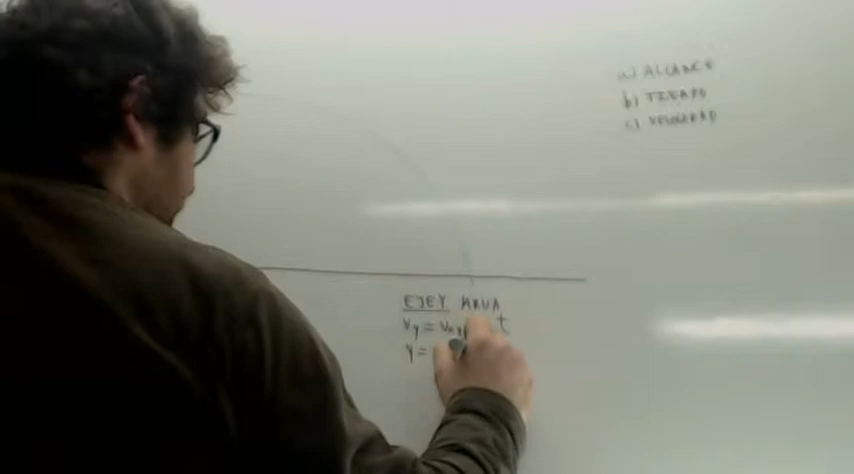 a) ALCANCE
b) TIEMPO
c) VELOCIDAD
EJE Y MRUA
Vy = Voy t
Y =